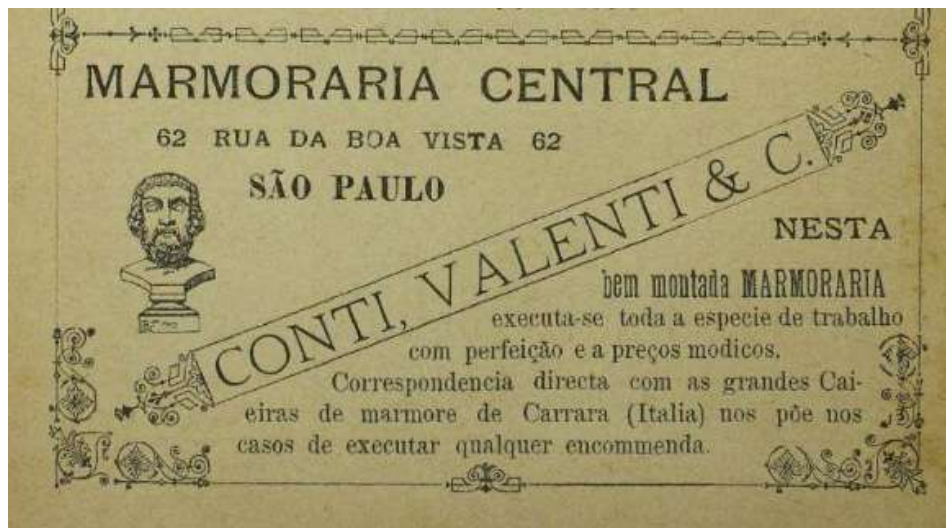 MARMORARIA CENTRAL
62 RUA DA BOA VISTA 62
SÃO PAULO
CONTI, VALENTI & C.
NESTA
bem montada MARMORARIA
executa-se toda a especie de trabalho
com perfeição e a preços modicos.
Correspondencia directa com as grandes Cai-
eiras de marmore de Carrara (Italia) nos põe nos
casos de executar qualquer encommenda.